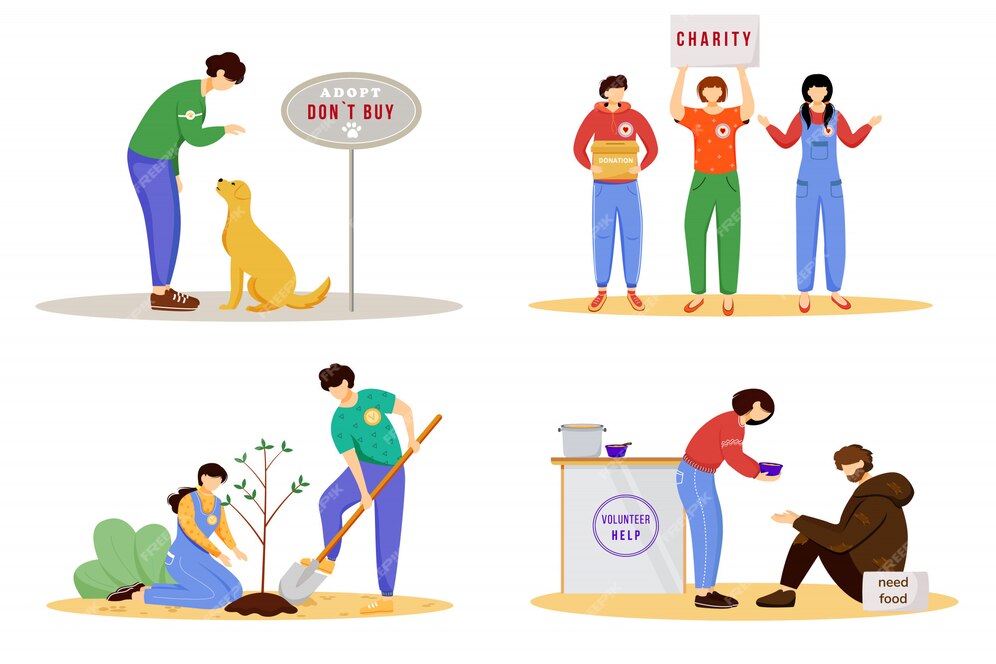 ADOPT
DON`T BUY
CHARITY
DONATION
VOLUNTEER
HELP
need
food